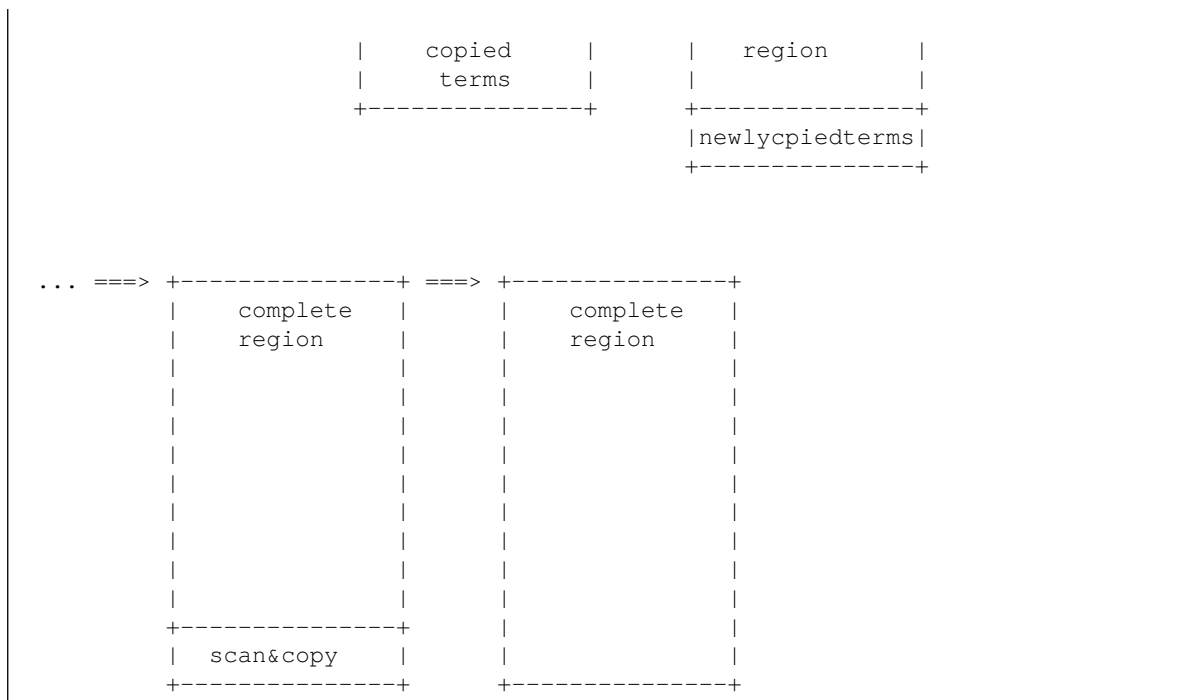 | copied | | region |
| terms | | |
+---------------+ +---------------+
|newlycpiedterms|
+---------------+
... ===> +---------------+ ===> +---------------+
| complete | | complete |
| region | | region |
| | | |
| | | |
| | | |
| | | |
| | | |
| | | |
| | | |
| | | |
| | | |
+---------------+ | |
| scan&copy | | |
+---------------+ +---------------+